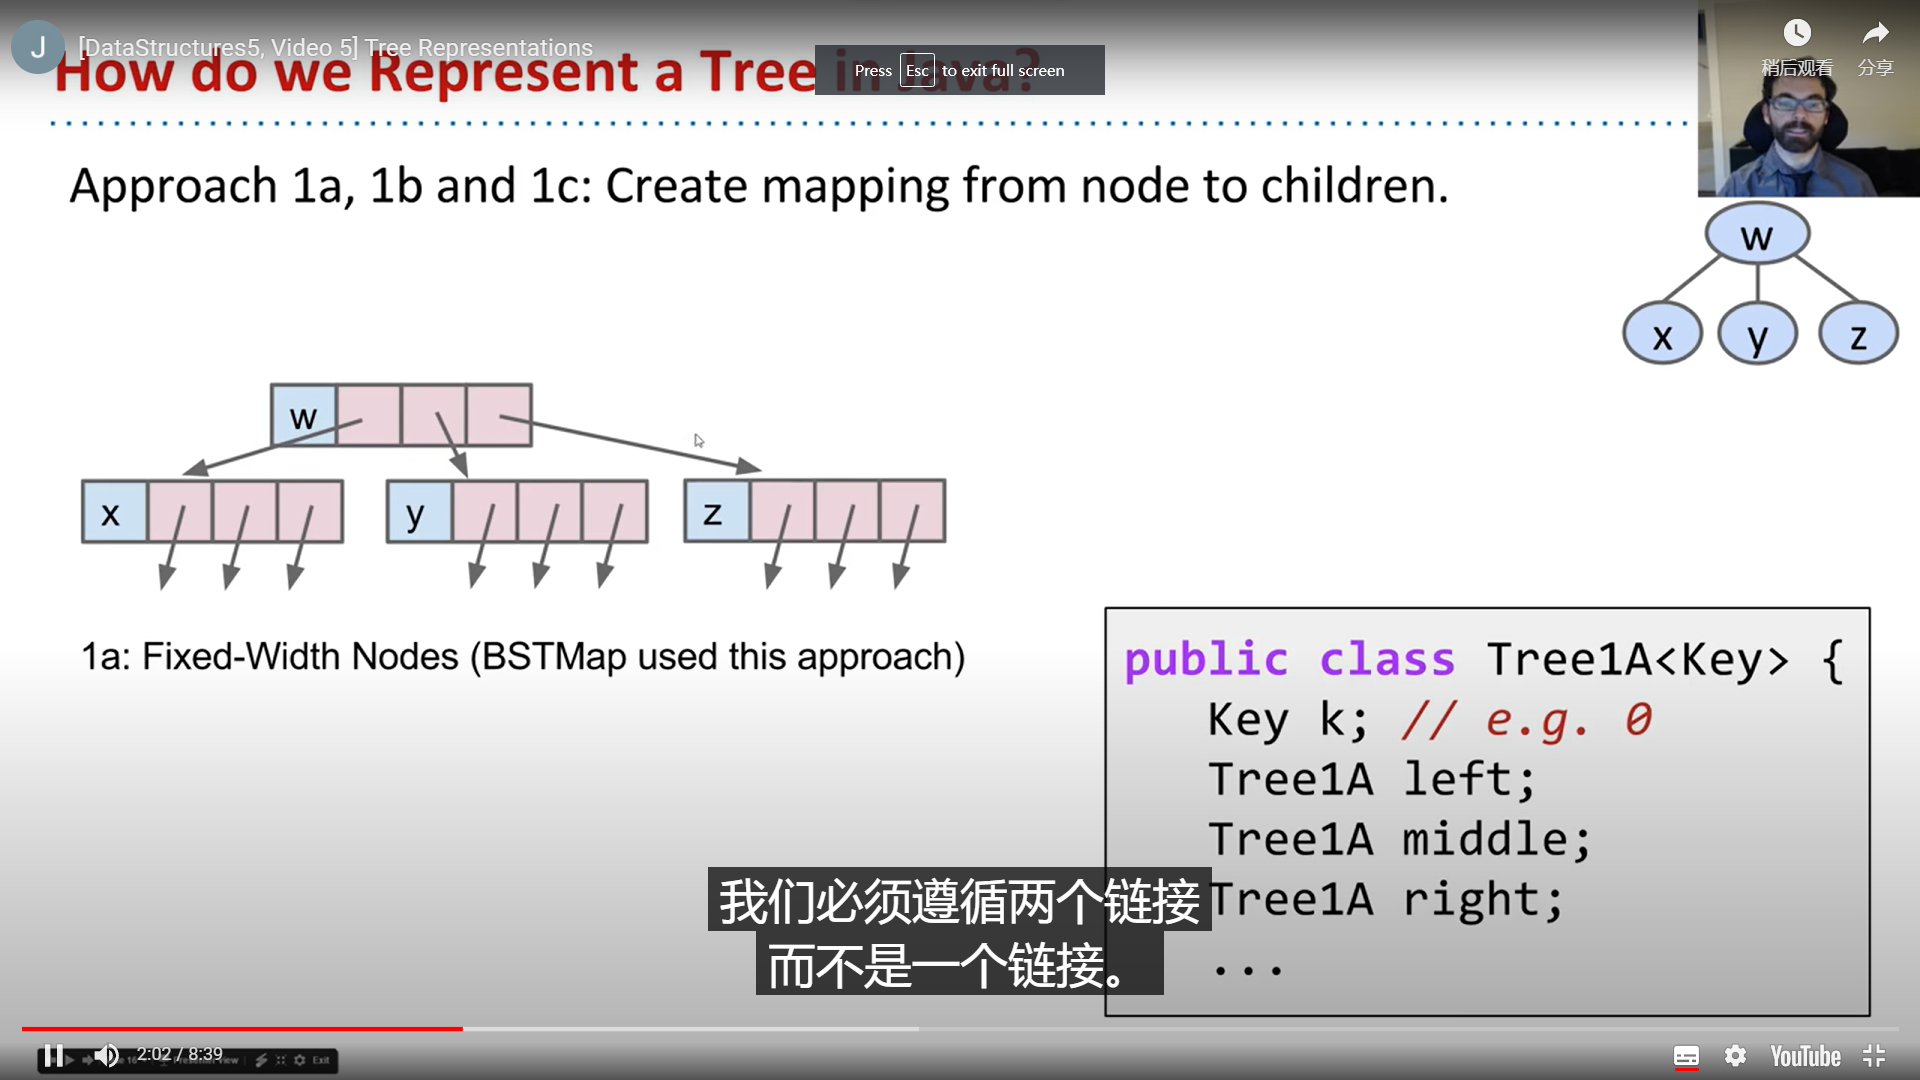 J
[DataStructures5, Video 5] Tree Representations
How do we Represent a Tree in Java?
Press Esc to exit full screen
稍后观看
分享
Approach 1a, 1b and 1c: Create mapping from node to children.
w
x y z
w
x y z
1a: Fixed-Width Nodes (BSTMap used this approach)
public class Tree1A<Key> {
Key k; // e.g. 0
Tree1A left;
Tree1A middle;
Tree1A right;
...
我们必须遵循两个链接
而不是一个链接。
2:02 / 8:39
Exit
YouTube